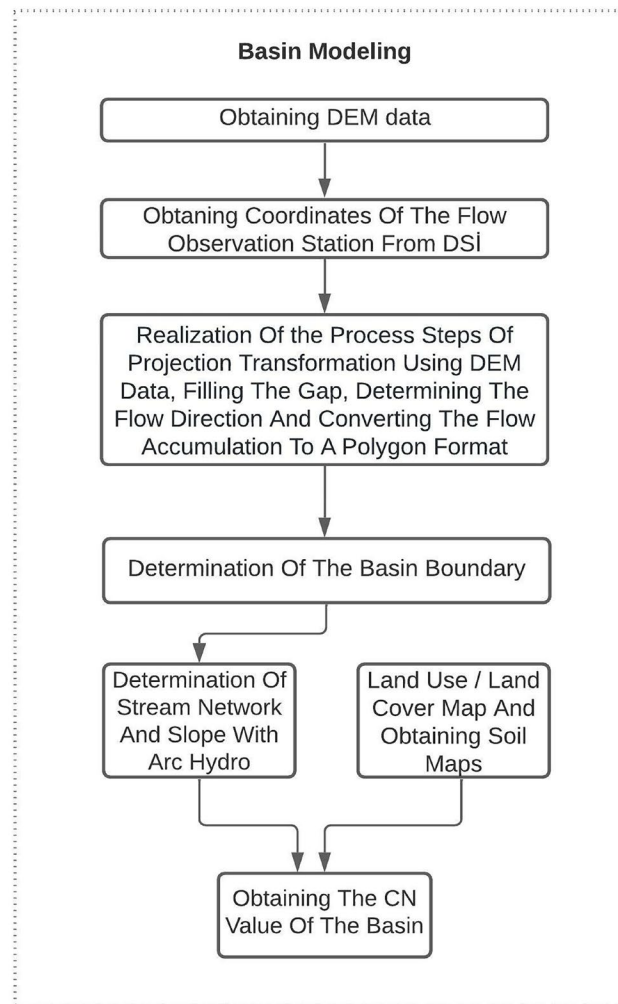 Basin Modeling
Obtaining DEM data
Obtaning Coordinates Of The Flow
Observation Station From DSİ
Realization Of the Process Steps Of
Projection Transformation Using DEM
Data, Filling The Gap, Determining The
Flow Direction And Converting The Flow
Accumulation To A Polygon Format
Determination Of The Basin Boundary
Determination Of
Stream Network
And Slope With
Arc Hydro
Land Use / Land
Cover Map And
Obtaining Soil
Maps
Obtaining The CN
Value Of The Basin